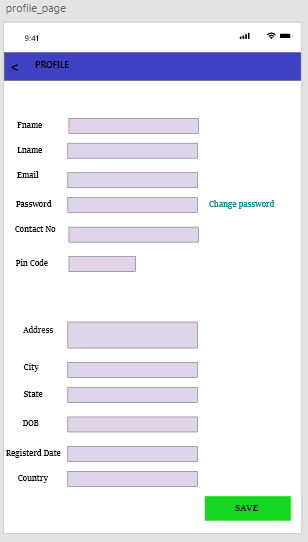 profile_page
9:41
< PROFILE
Fname
Lname
Email
Password Change password
Contact No
Pin Code
Address
City
State
DOB
Registerd Date
Country
SAVE